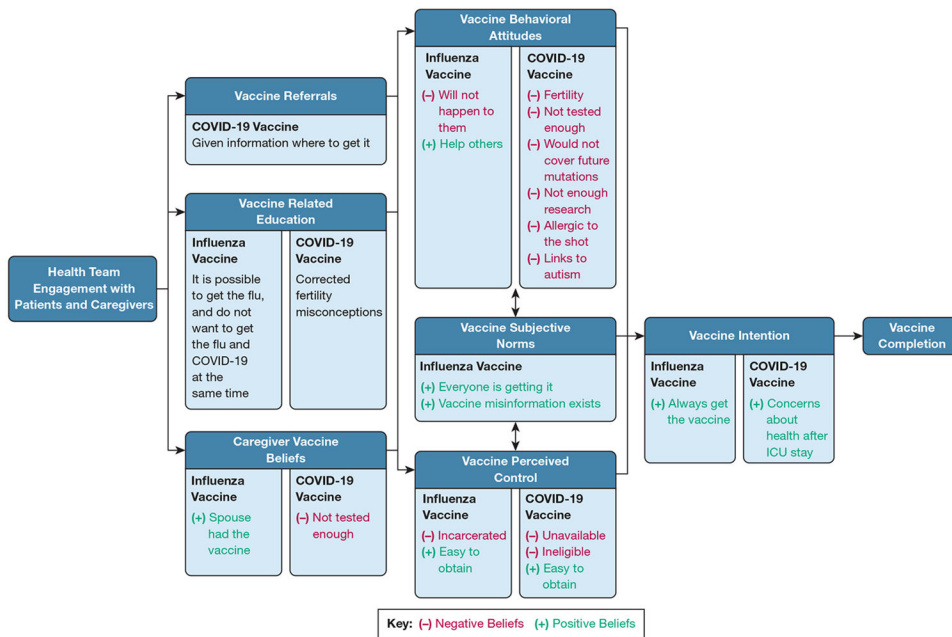 Health Team
Engagement with
Patients and Caregivers
Vaccine Referrals
COVID-19 Vaccine
Given information where to get it
Vaccine Related
Education
Influenza
Vaccine
It is possible
to get the flu,
and do not
want to get
the flu and
COVID-19
at the
same time
COVID-19
Vaccine
Corrected
fertility
misconceptions
Caregiver Vaccine
Beliefs
Influenza
Vaccine
(+) Spouse
had the
vaccine
COVID-19
Vaccine
(–) Not tested
enough
Vaccine Behavioral
Attitudes
Influenza
Vaccine
(–) Will not
happen to
them
(+) Help others
COVID-19
Vaccine
(–) Fertility
(–) Not tested
enough
(–) Would not
cover future
mutations
(–) Not enough
research
(–) Allergic to
the shot
(–) Links to
autism
Vaccine Subjective
Norms
Influenza Vaccine
(+) Everyone is getting it
(+) Vaccine misinformation exists
Vaccine Perceived
Control
Influenza
Vaccine
(–) Incarcerated
(+) Easy to
obtain
COVID-19
Vaccine
(–) Unavailable
(–) Ineligible
(+) Easy to
obtain
Vaccine Intention
Influenza
Vaccine
(+) Always get
the vaccine
COVID-19
Vaccine
(+) Concerns
about
health after
ICU stay
Vaccine
Completion
Key: (–) Negative Beliefs (+) Positive Beliefs